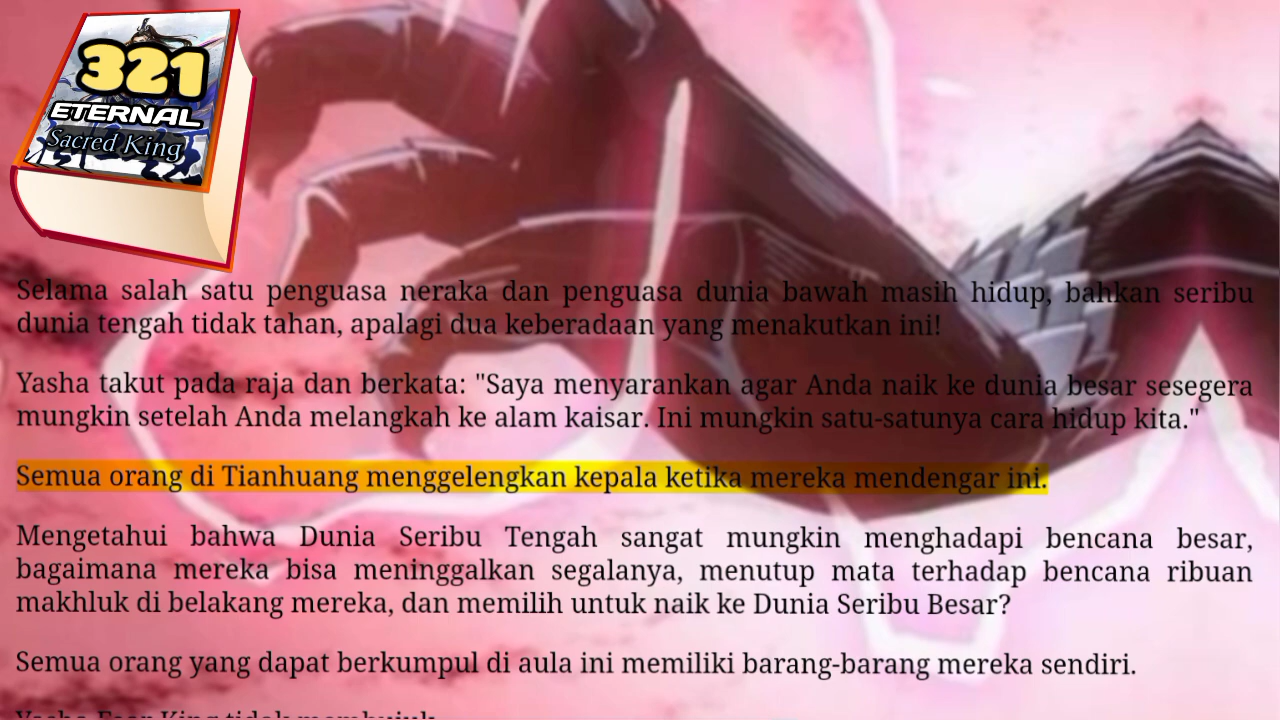 321
ETERNAL
Sacred King
Selama salah satu penguasa neraka dan penguasa dunia bawah masih hidup, bahkan seribu
dunia tengah tidak tahan, apalagi dua keberadaan yang menakutkan ini!
Yasha takut pada raja dan berkata: "Saya menyarankan agar Anda naik ke dunia besar sesegera
mungkin setelah Anda melangkah ke alam kaisar. Ini mungkin satu-satunya cara hidup kita."
Semua orang di Tianhuang menggelengkan kepala ketika mereka mendengar ini.
Mengetahui bahwa Dunia Seribu Tengah sangat mungkin menghadapi bencana besar,
bagaimana mereka bisa meninggalkan segalanya, menutup mata terhadap bencana ribuan
makhluk di belakang mereka, dan memilih untuk naik ke Dunia Seribu Besar?
Semua orang yang dapat berkumpul di aula ini memiliki barang-barang mereka sendiri.
Yasha Fear King tidak membujuk